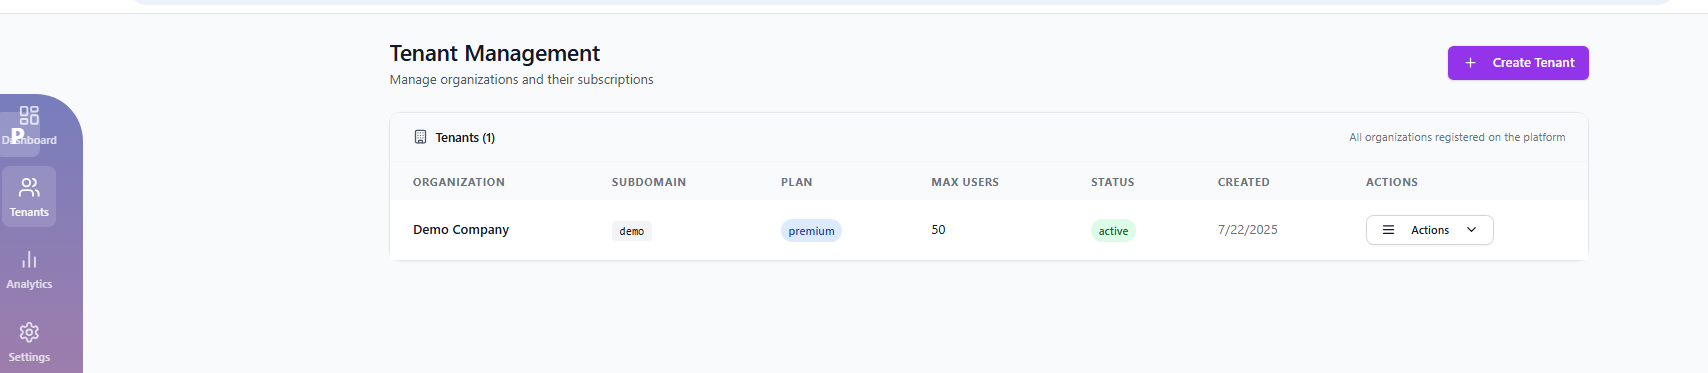 Tenant Management
Manage organizations and their subscriptions
Create Tenant
P
Dashboard
Tenants
Analytics
Settings
Tenants (1)
All organizations registered on the platform
ORGANIZATION SUBDOMAIN PLAN MAX USERS STATUS CREATED ACTIONS
Demo Company demo premium 50 active 7/22/2025 Actions